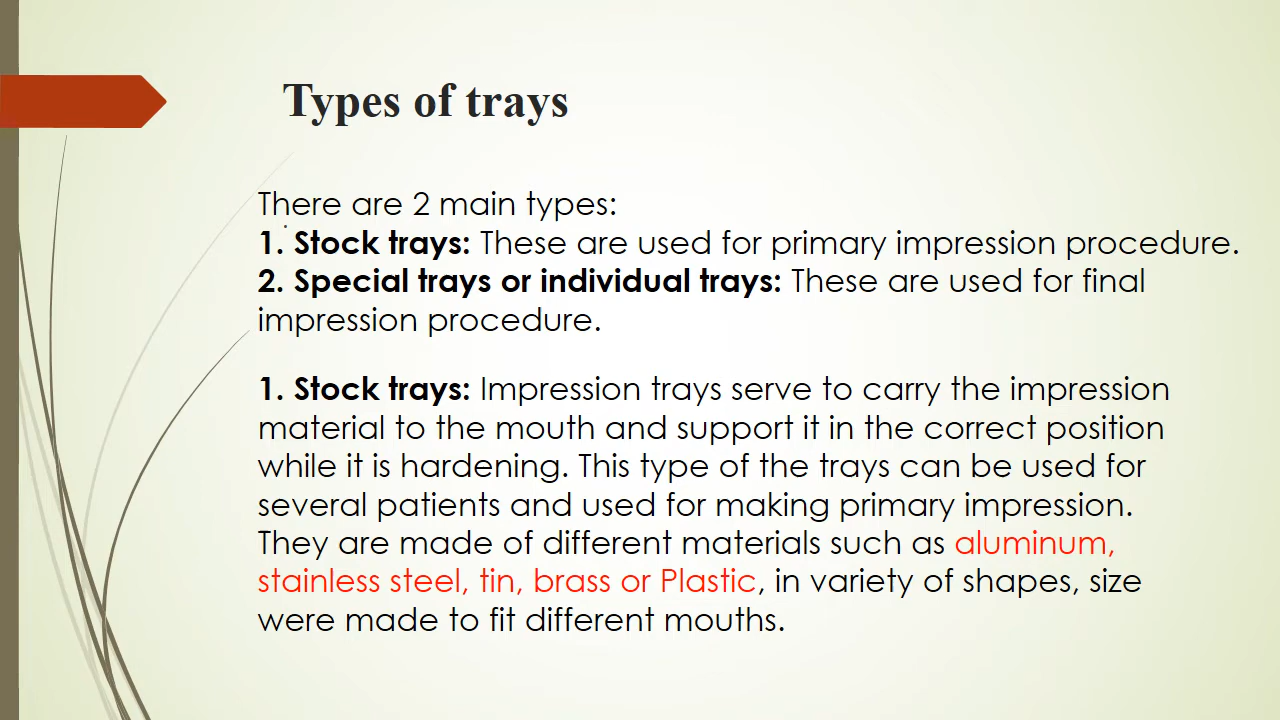 Types of trays
There are 2 main types:
1. Stock trays: These are used for primary impression procedure.
2. Special trays or individual trays: These are used for final
impression procedure.
1. Stock trays: Impression trays serve to carry the impression
material to the mouth and support it in the correct position
while it is hardening. This type of the trays can be used for
several patients and used for making primary impression.
They are made of different materials such as aluminum,
stainless steel, tin, brass or Plastic, in variety of shapes, size
were made to fit different mouths.